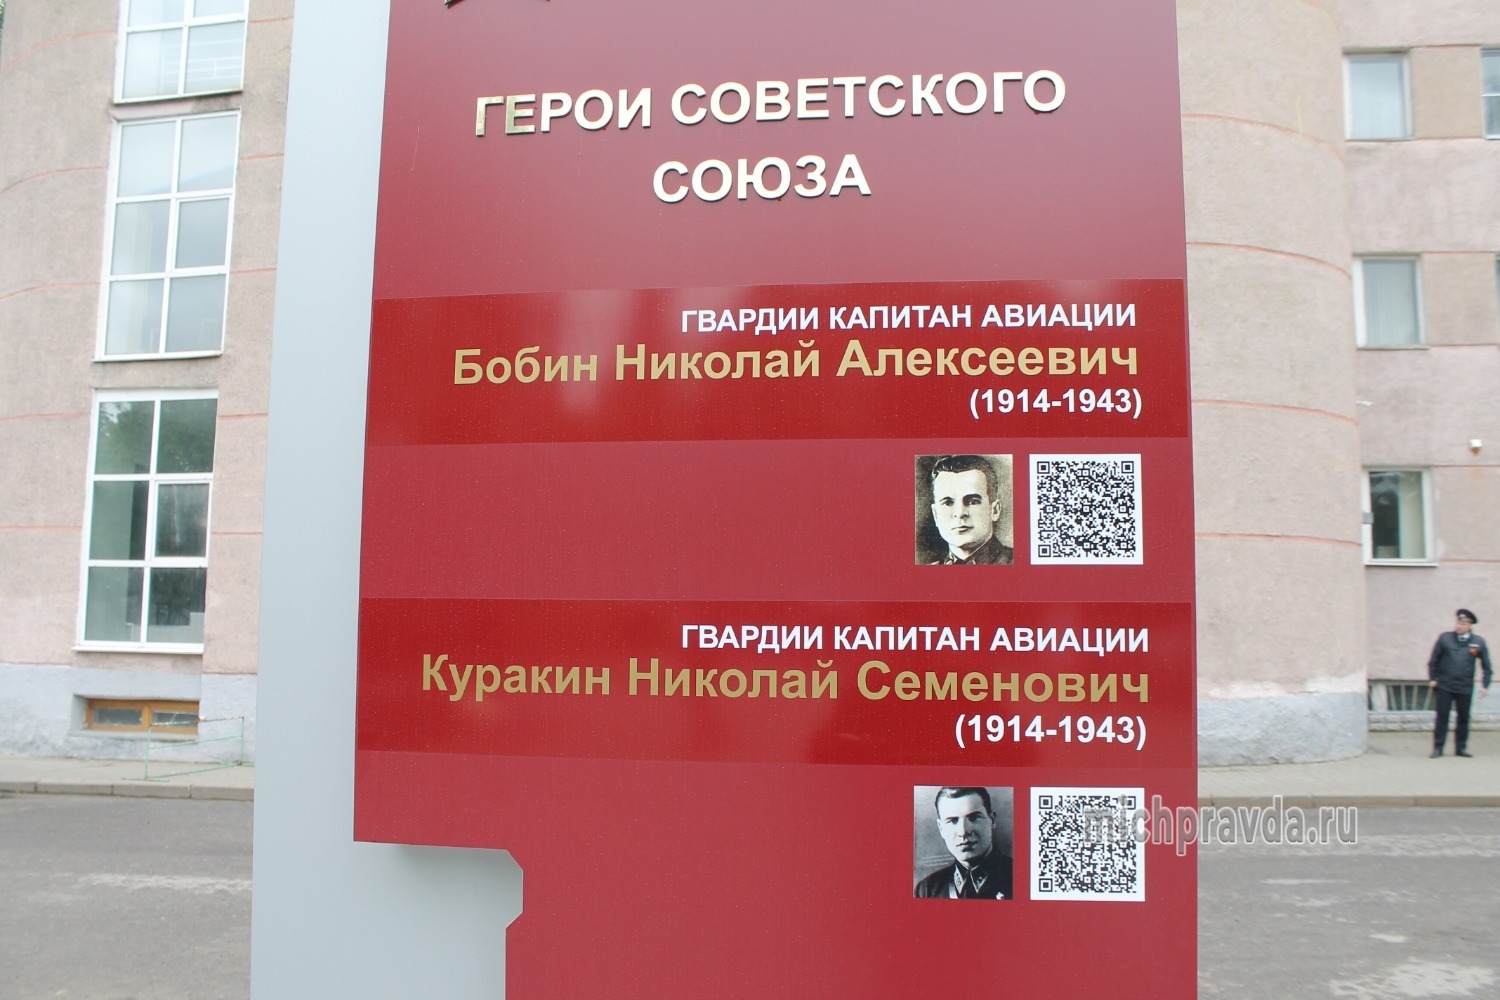 ГЕРОИ СОВЕТСКОГО
СОЮЗА
ГВАРДИИ КАПИТАН АВИАЦИИ
Бобин Николай Алексеевич
(1914-1943)
ГВАРДИИ КАПИТАН АВИАЦИИ
Куракин Николай Семенович
(1914-1943)
michpravda.ru